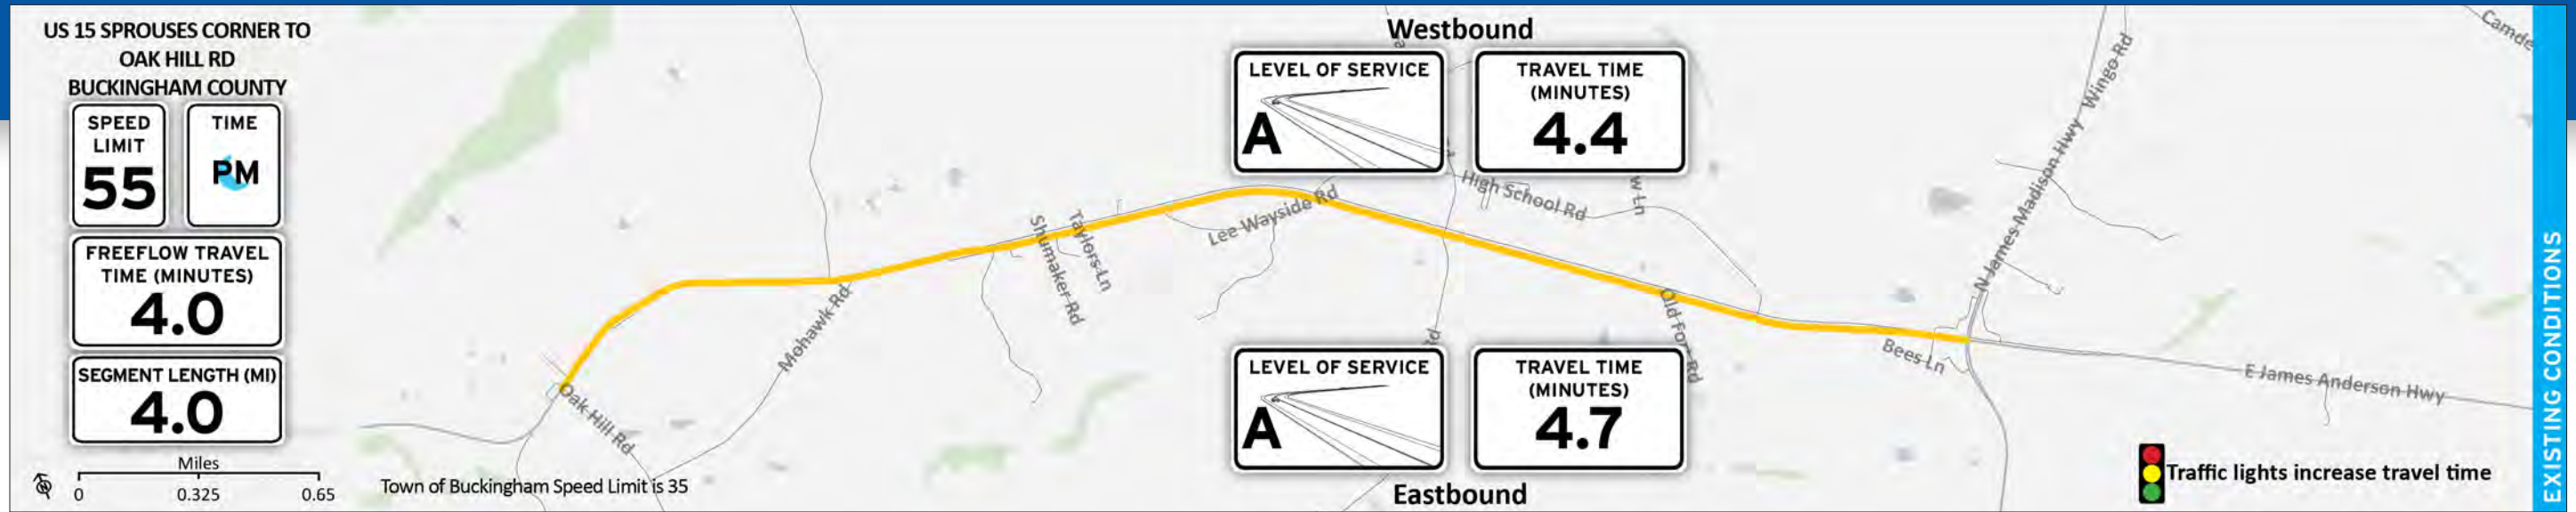 US 15 SPROUSES CORNER TO
OAK HILL RD
BUCKINGHAM COUNTY
SPEED
LIMIT
55
TIME
PM
FREEFLOW TRAVEL
TIME (MINUTES)
4.0
SEGMENT LENGTH (MI)
4.0
Miles
0 0.325 0.65
Town of Buckingham Speed Limit is 35
Westbound
LEVEL OF SERVICE
A
TRAVEL TIME
(MINUTES)
4.4
Oak Hill Rd
Mohawk Rd
Shumaker Rd
Taylors Ln
Lee Wayside Rd
High School Rd
w Ln
Rd
Old Fort Rd
Bees Ln
N James Madison Hwy
Wingo Rd
Camde
E James Anderson Hwy
LEVEL OF SERVICE
A
TRAVEL TIME
(MINUTES)
4.7
Eastbound
Traffic lights increase travel time
EXISTING CONDITIONS